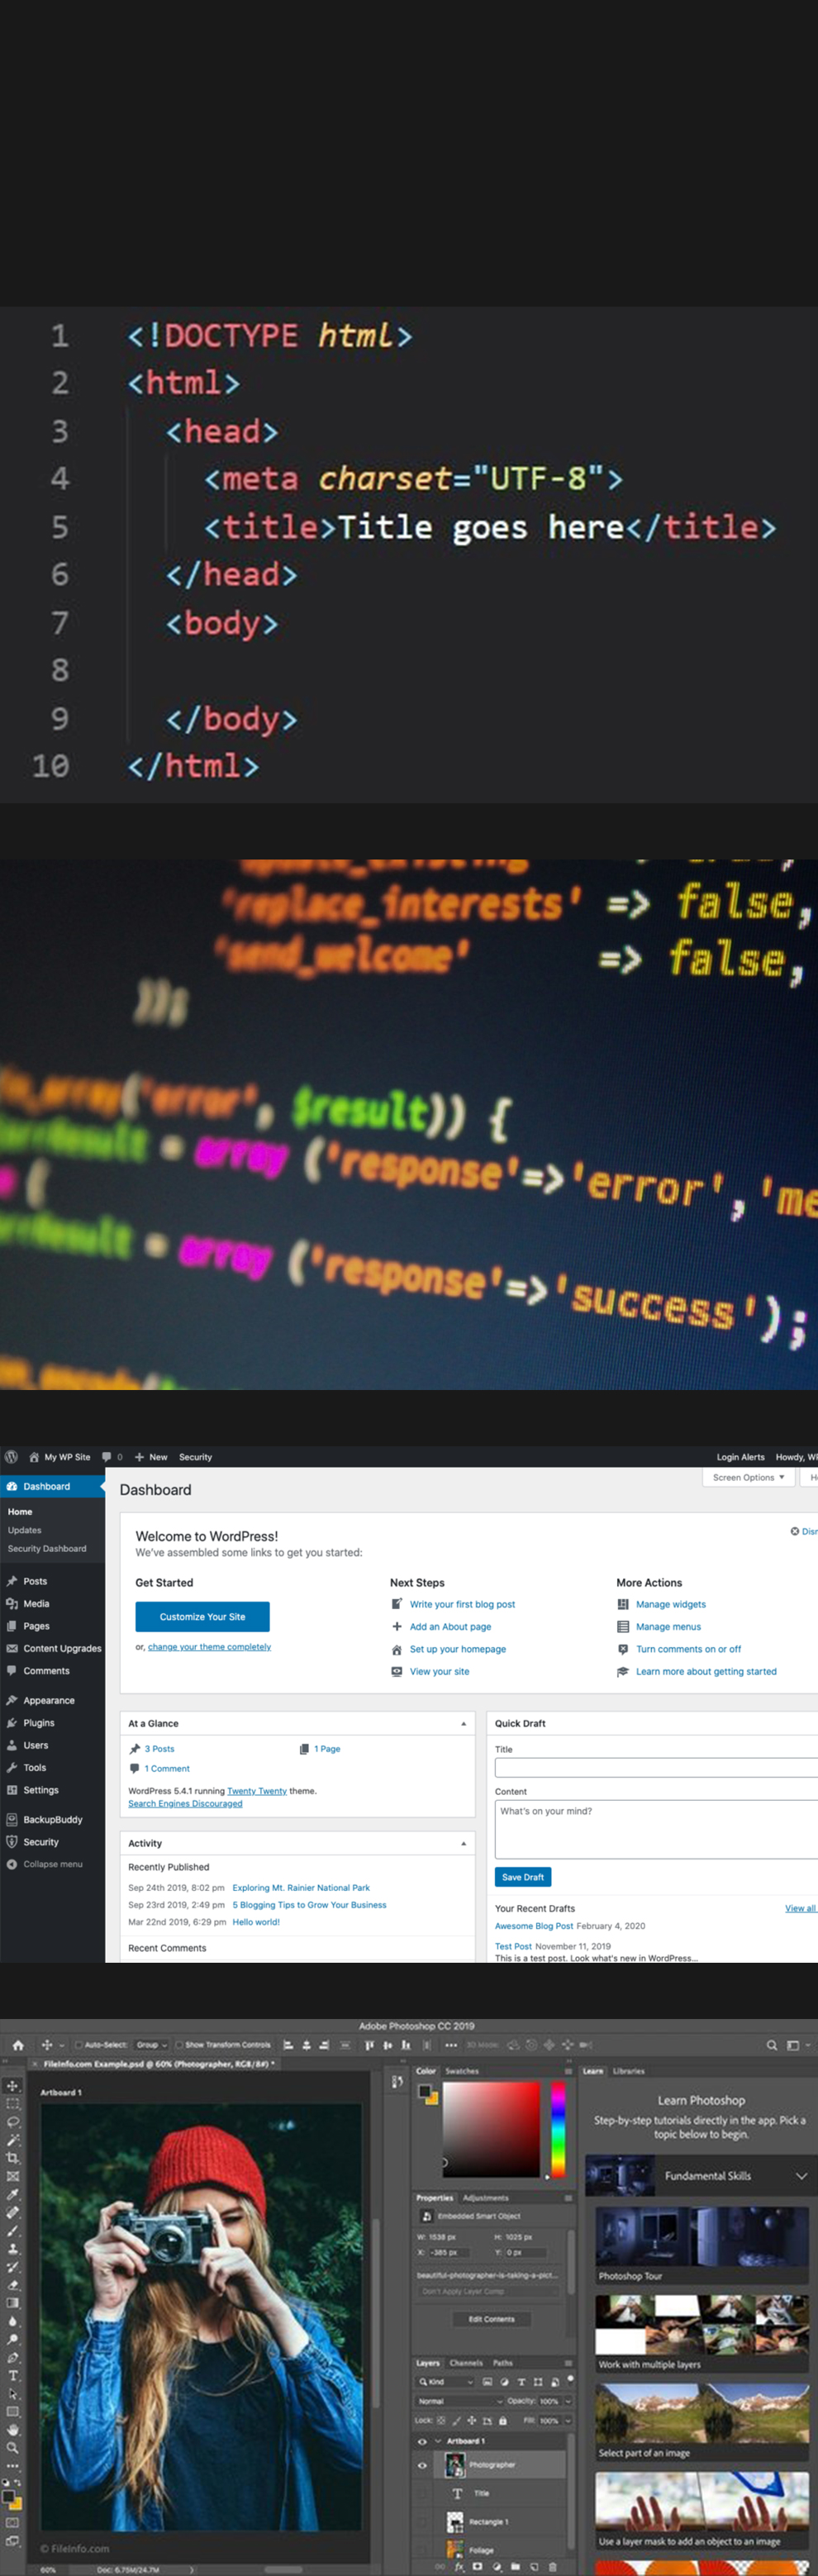 1 <!DOCTYPE html>
2 <html>
3 <head>
4 <meta charset="UTF-8">
5 <title>Title goes here</title>
6 </head>
7 <body>
8
9 </body>
10 </html>
'replace_interests' => false,
'send_welcome' => false,
));
('error', $result)) {
= array ('response'=>'error', 'me
{
= array ('response'=>'success');
My WP Site 0 New Security Login Alerts Howdy,
Dashboard
Home
Updates
Security Dashboard
Posts
Media
Pages
Content Upgrades
Comments
Appearance
Plugins
Users
Tools
Settings
BackupBuddy
Security
Collapse menu
Screen Options
Dashboard
Welcome to WordPress!
We've assembled some links to get you started:
Get Started
Customize Your Site
or, change your theme completely
Next Steps
Write your first blog post
Add an About page
Set up your homepage
View your site
More Actions
Manage widgets
Manage menus
Turn comments on or off
Learn more about getting started
At a Glance
3 Posts 1 Page
1 Comment
WordPress 5.4.1 running Twenty Twenty theme.
Search Engines Discouraged
Activity
Recently Published
Sep 24th 2019, 8:02 pm Exploring Mt. Rainier National Park
Sep 23rd 2019, 2:49 pm 5 Blogging Tips to Grow Your Business
Mar 22nd 2019, 6:29 pm Hello world!
Recent Comments
Quick Draft
Title
Content
What's on your mind?
Save Draft
Your Recent Drafts View all
Awesome Blog Post February 4, 2020
Test Post November 11, 2019
This is a test post. Look what's new in WordPress...
Adobe Photoshop CC 2019
Auto-Select: Group Show Transform Controls 3D Mode:
FileInfo.com Example.psd @ 60% (Photographer, RGB/8#) *
Artboard 1
© FileInfo.com
60% Doc: 6.75M/24.7M
Color Swatches
Properties Adjustments
Embedded Smart Object
W: 1538 px H: 1025 px
X: -385 px Y: 0 px
beautiful-photographer-is-taking-a-pict...
Don't Apply Layer Comp
Edit Contents
Layers Channels Paths
Kind
Normal Opacity: 100%
Lock: Fill: 100%
Artboard 1
Photographer
Title
Rectangle 1
Foliage
Learn Libraries
Learn Photoshop
Step-by-step tutorials directly in the app. Pick a
topic below to begin.
Fundamental Skills
Photoshop Tour
Work with multiple layers
Select part of an image
Use a layer mask to add an object to an image